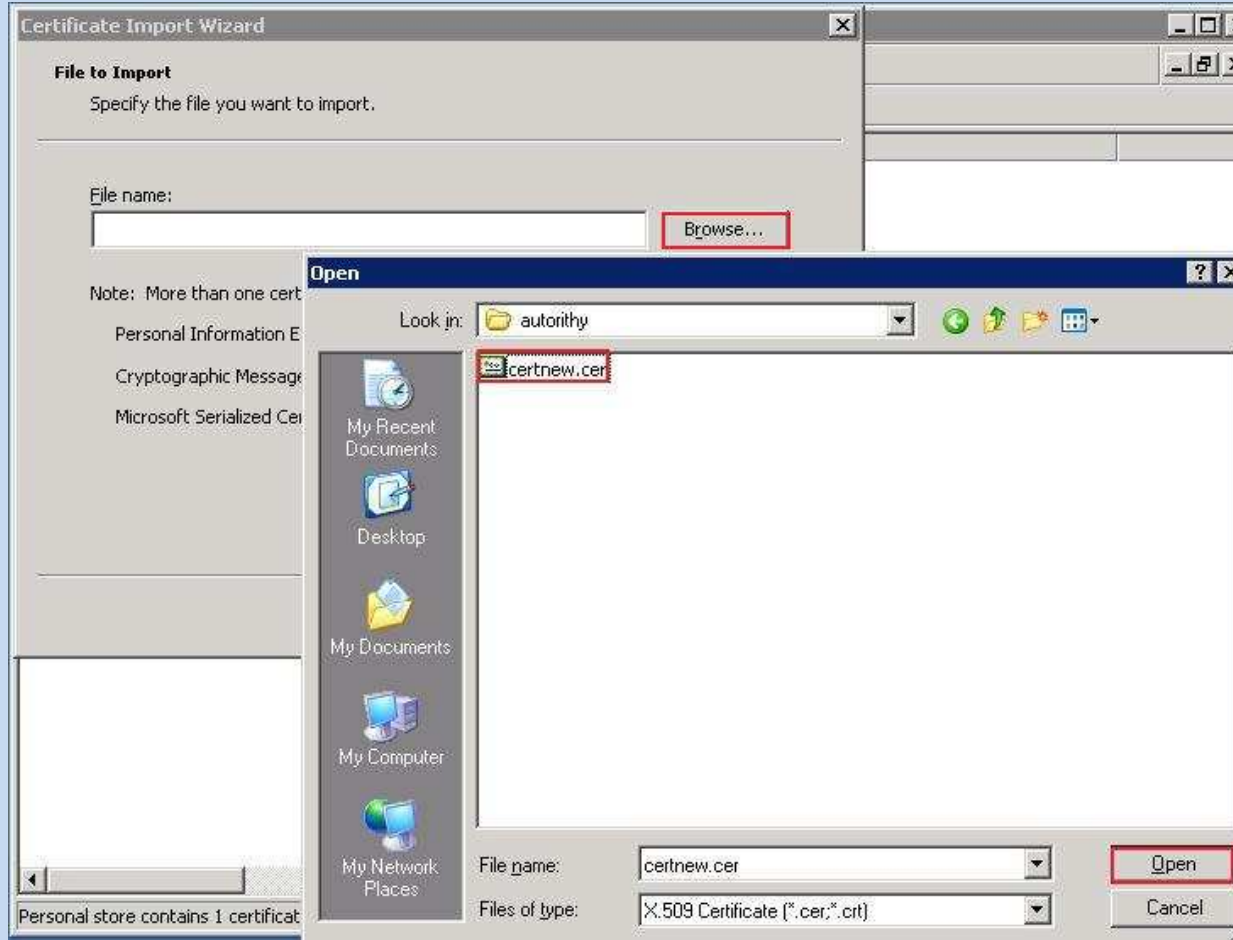 Certificate Import Wizard
File to Import
Specify the file you want to import.
File name:
Browse...
Note: More than one cert
Personal Information E
Cryptographic Message
Microsoft Serialized Cer
Open
Look in:
autorithy
certnew.cer
My Recent
Documents
Desktop
My Documents
My Computer
My Network
Places
File name:
certnew.cer
Open
Files of type:
X.509 Certificate (*.cer;*.crt)
Cancel
Personal store contains 1 certificat